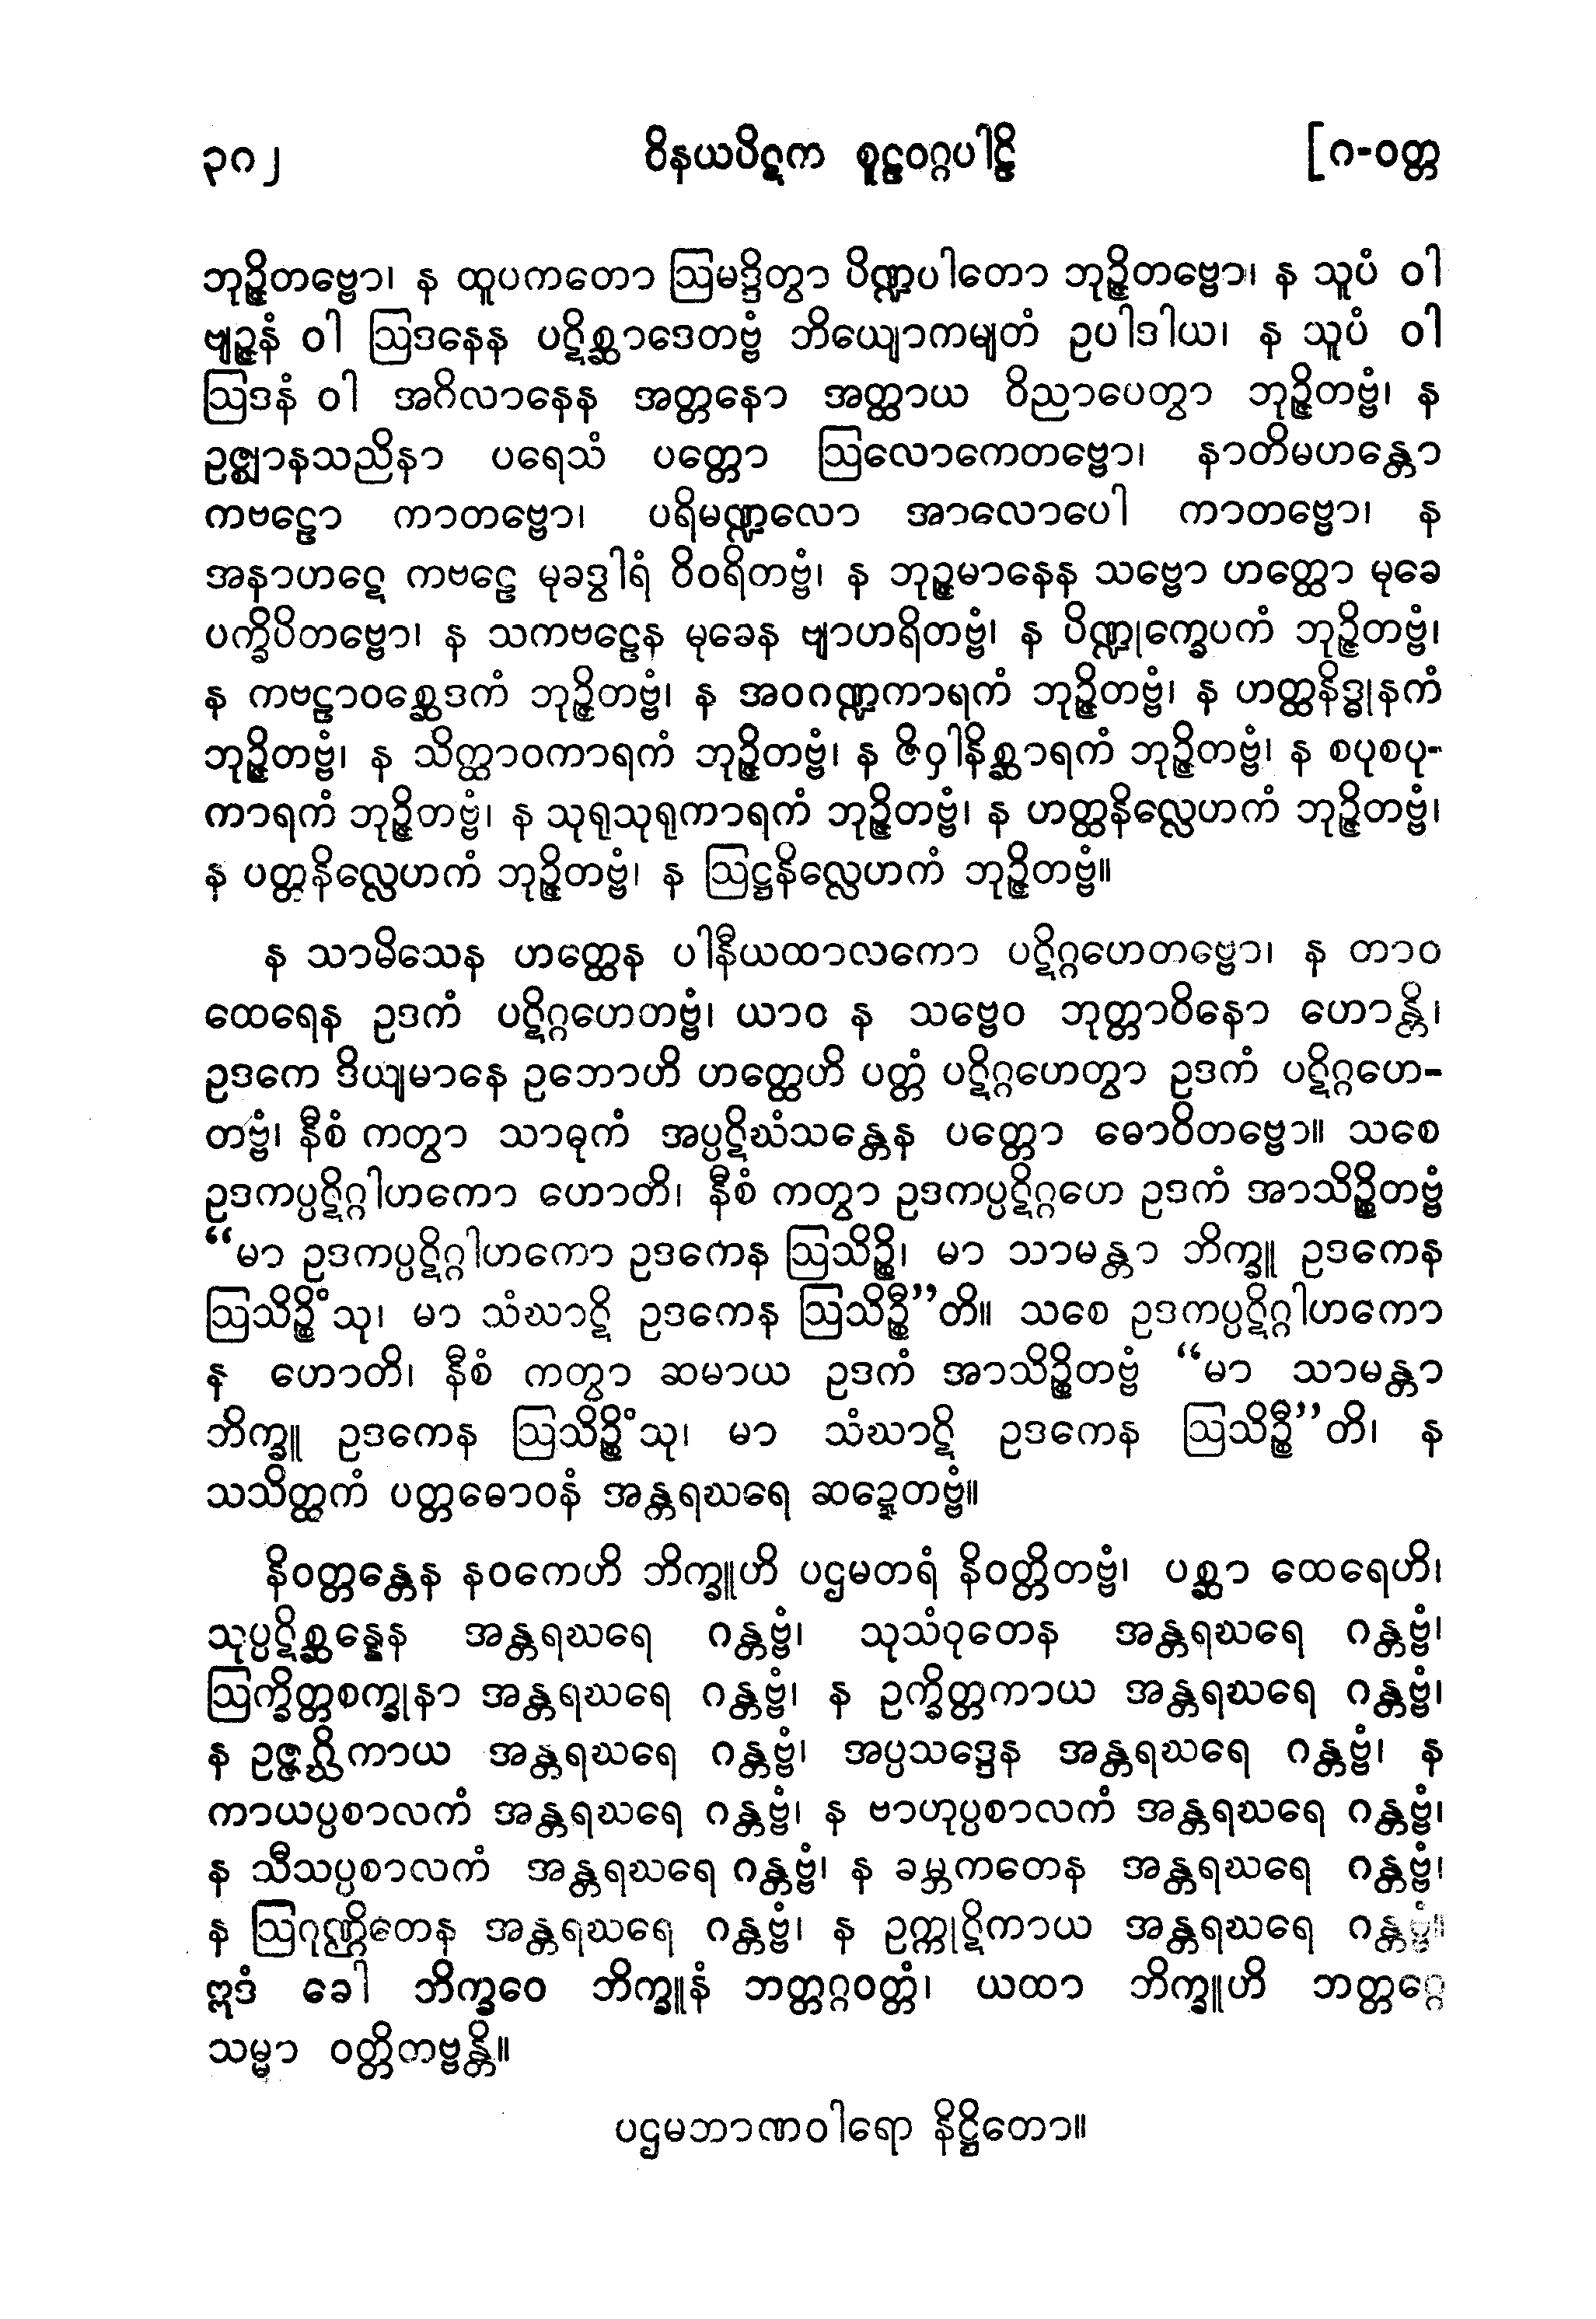 ၃၈၂ ဝိနယပိဋက စူဠဝဂ္ဂပါဠိ [၈-ဝတ္တ
ဘုဉ္ဇိတဗ္ဗော၊ န ထူပကတော ဩမဒ္ဒိတွာ ပိဏ္ဍပါတော ဘုဉ္ဇိတဗ္ဗော၊ န သူပံ ဝါ
ဗျဉ္ဇနံ ဝါ ဩဒနေန ပဋိစ္ဆာဒေတဗ္ဗံ ဘိယျောကမျတံ ဥပါဒါယ၊ န သူပံ ဝါ
ဩဒနံ ဝါ အဂိလာနေန အတ္တနော အတ္ထာယ ဝိညာပေတွာ ဘုဉ္ဇိတဗ္ဗံ၊ န
ဥဇ္ဈာနသညိနာ ပရေသံ ပတ္တော ဩလောကေတဗ္ဗော၊ နာတိမဟန္တော
ကဗဠော ကာတဗ္ဗော၊ ပရိမဏ္ဍလော အာလောပေါ ကာတဗ္ဗော၊ န
အနာဟဋေ ကဗဠေ မုခဒွါရံ ဝိဝရိတဗ္ဗံ၊ န ဘုဉ္ဇမာနေန သဗ္ဗော ဟတ္ထော မုခေ
ပက္ခိပိတဗ္ဗော၊ န သကဗဠေန မုခေန ဗျာဟရိတဗ္ဗံ၊ န ပိဏ္ဍုက္ခေပကံ ဘုဉ္ဇိတဗ္ဗံ၊
န ကဗဠာဝစ္ဆေဒကံ ဘုဉ္ဇိတဗ္ဗံ၊ န အဝဂဏ္ဍကာရကံ ဘုဉ္ဇိတဗ္ဗံ၊ န ဟတ္ထနိဒ္ဓုနကံ
ဘုဉ္ဇိတဗ္ဗံ၊ န သိတ္ထာဝကာရကံ ဘုဉ္ဇိတဗ္ဗံ၊ န ဇိဝှါနိစ္ဆာရကံ ဘုဉ္ဇိတဗ္ဗံ၊ န စပုစပု-
ကာရကံ ဘုဉ္ဇိတဗ္ဗံ၊ န သုရုသုရုကာရကံ ဘုဉ္ဇိတဗ္ဗံ၊ န ဟတ္ထနိလ္လေဟကံ ဘုဉ္ဇိတဗ္ဗံ၊
န ပတ္တနိလ္လေဟကံ ဘုဉ္ဇိတဗ္ဗံ၊ န ဩဋ္ဌနိလ္လေဟကံ ဘုဉ္ဇိတဗ္ဗံ။
န သာမိသေန ဟတ္ထေန ပါနီယထာလကော ပဋိဂ္ဂဟေတဗ္ဗော၊ န တာဝ
ထေရေန ဥဒကံ ပဋိဂ္ဂဟေတဗ္ဗံ၊ ယာဝ န သဗ္ဗေဝ ဘုတ္တာဝိနော ဟောန္တိ၊
ဥဒကေ ဒိယျမာနေ ဥဘောဟိ ဟတ္ထေဟိ ပတ္တံ ပဋိဂ္ဂဟေတွာ ဥဒကံ ပဋိဂ္ဂဟေ-
တဗ္ဗံ၊ နီစံ ကတွာ သာဓုကံ အပ္ပဋိဃံသန္တေန ပတ္တော ဓောဝိတဗ္ဗော။ သစေ
ဥဒကပ္ပဋိဂ္ဂါဟကော ဟောတိ၊ နီစံ ကတွာ ဥဒကပ္ပဋိဂ္ဂဟေ ဥဒကံ အာသိဉ္စိတဗ္ဗံ
“မာ ဥဒကပ္ပဋိဂ္ဂါဟကော ဥဒကေန ဩသိဉ္စိ၊ မာ သာမန္တာ ဘိက္ခူ ဥဒကေန
ဩသိဉ္စိံသု၊ မာ သံဃာဋိ ဥဒကေန ဩသိဉ္စီ”တိ။ သစေ ဥဒကပ္ပဋိဂ္ဂါဟကော
န ဟောတိ၊ နီစံ ကတွာ ဆမာယ ဥဒကံ အာသိဉ္စိတဗ္ဗံ “မာ သာမန္တာ
ဘိက္ခူ ဥဒကေန ဩသိဉ္စိံသု၊ မာ သံဃာဋိ ဥဒကေန ဩသိဉ္စီ”တိ၊ န
သသိတ္ထကံ ပတ္တဓောဝနံ အန္တရဃရေ ဆဍ္ဍေတဗ္ဗံ။
နိဝတ္တန္တေန နဝကေဟိ ဘိက္ခူဟိ ပဌမတရံ နိဝတ္တိတဗ္ဗံ၊ ပစ္ဆာ ထေရေဟိ၊
သုပ္ပဋိစ္ဆန္နေန အန္တရဃရေ ဂန္တဗ္ဗံ၊ သုသံဝုတေန အန္တရဃရေ ဂန္တဗ္ဗံ၊
ဩက္ခိတ္တစက္ခုနာ အန္တရဃရေ ဂန္တဗ္ဗံ၊ န ဥက္ခိတ္တကာယ အန္တရဃရေ ဂန္တဗ္ဗံ၊
န ဥဇ္ဇဂ္ဃိကာယ အန္တရဃရေ ဂန္တဗ္ဗံ၊ အပ္ပသဒ္ဒေန အန္တရဃရေ ဂန္တဗ္ဗံ၊ န
ကာယပ္ပစာလကံ အန္တရဃရေ ဂန္တဗ္ဗံ၊ န ဗာဟုပ္ပစာလကံ အန္တရဃရေ ဂန္တဗ္ဗံ၊
န သီသပ္ပစာလကံ အန္တရဃရေ ဂန္တဗ္ဗံ၊ န ခမ္ဘကတေန အန္တရဃရေ ဂန္တဗ္ဗံ၊
န ဩဂုဏ္ဌိတေန အန္တရဃရေ ဂန္တဗ္ဗံ၊ န ဥက္ကုဋိကာယ အန္တရဃရေ ဂန္တဗ္ဗံ။
ဣဒံ ခေါ ဘိက္ခဝေ ဘိက္ခူနံ ဘတ္တဂ္ဂဝတ္တံ၊ ယထာ ဘိက္ခူဟိ ဘတ္တဂ္ဂေ
သမ္မာ ဝတ္တိတဗ္ဗန္တိ။
ပဌမဘာဏဝါရော နိဋ္ဌိတော။